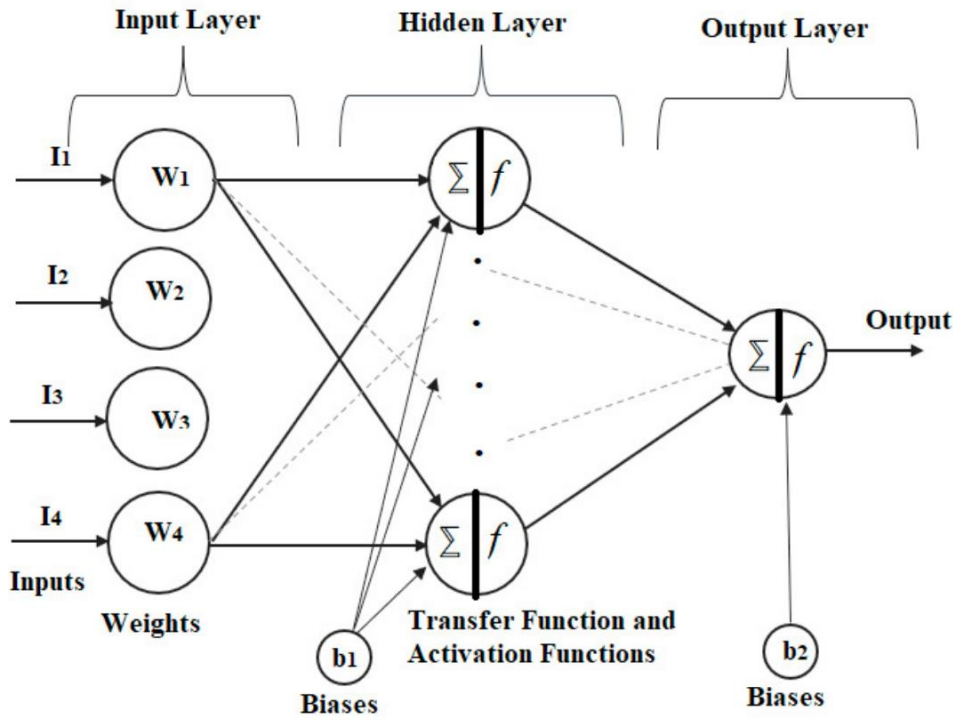 Input Layer
Hidden Layer
Output Layer
I1
W1
∑ f
I2
W2
∑ f
Output
I3
W3
I4
W4
∑ f
Inputs
Weights
Transfer Function and
Activation Functions
b1
Biases
b2
Biases